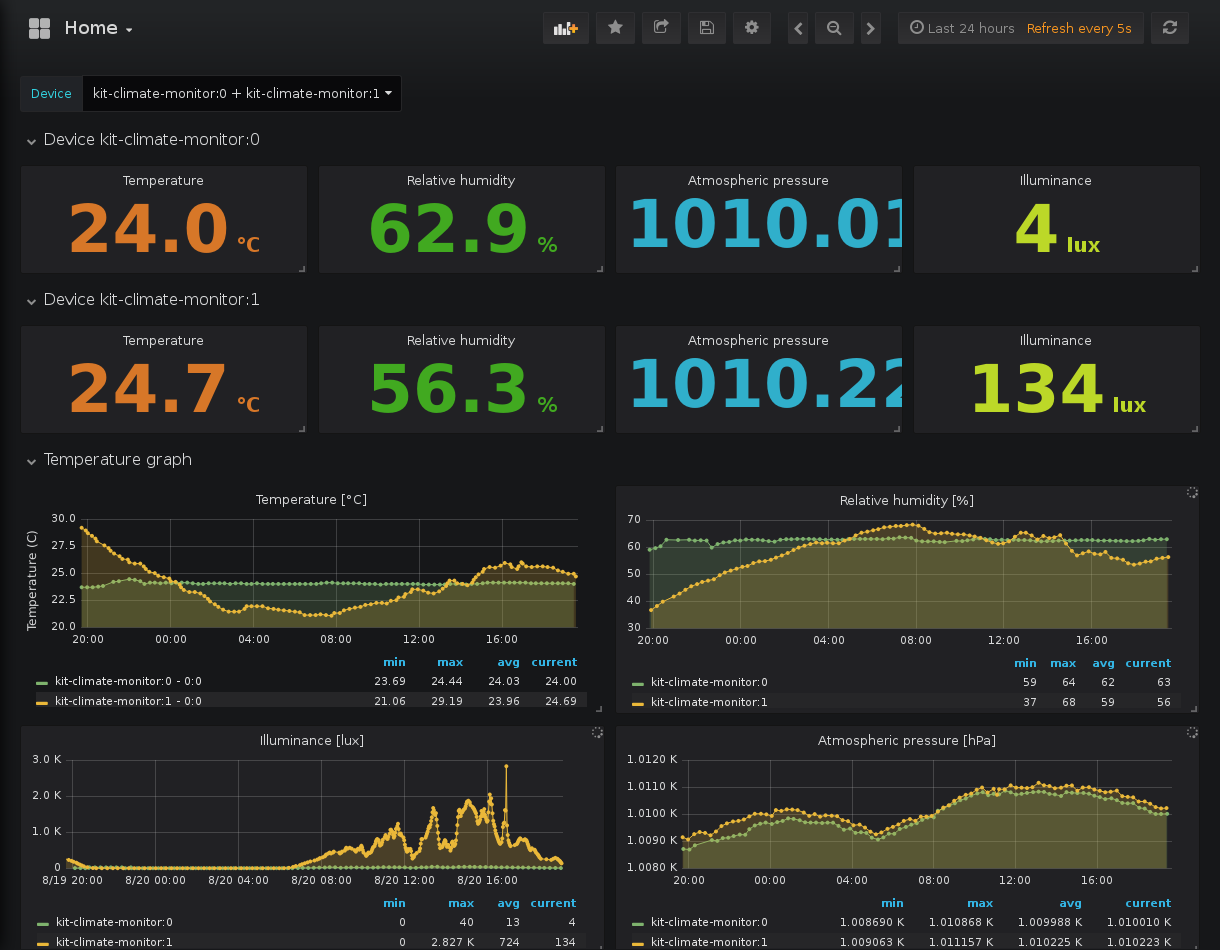 Home
Last 24 hours Refresh every 5s
Device kit-climate-monitor:0 + kit-climate-monitor:1
Device kit-climate-monitor:0
Temperature Relative humidity Atmospheric pressure Illuminance
24.0 °C 62.9 % 1010.01 4 lux
Device kit-climate-monitor:1
Temperature Relative humidity Atmospheric pressure Illuminance
24.7 °C 56.3 % 1010.22 134 lux
Temperature graph
Temperature [°C]
Temperature (C)
30.0
27.5
25.0
22.5
20.0
20:00 00:00 04:00 08:00 12:00 16:00
min max avg current
kit-climate-monitor:0 - 0:0 23.69 24.44 24.03 24.00
kit-climate-monitor:1 - 0:0 21.06 29.19 23.96 24.69
Relative humidity [%]
70
60
50
40
30
20:00 00:00 04:00 08:00 12:00 16:00
min max avg current
kit-climate-monitor:0 59 64 62 63
kit-climate-monitor:1 37 68 59 56
Illuminance [lux]
3.0 K
2.0 K
1.0 K
0
8/19 20:00 8/20 00:00 8/20 04:00 8/20 08:00 8/20 12:00 8/20 16:00
min max avg current
kit-climate-monitor:0 0 40 13 4
kit-climate-monitor:1 0 2.827 K 724 134
Atmospheric pressure [hPa]
1.0120 K
1.0110 K
1.0100 K
1.0090 K
1.0080 K
20:00 00:00 04:00 08:00 12:00 16:00
min max avg current
kit-climate-monitor:0 1.008690 K 1.010868 K 1.009988 K 1.010010 K
kit-climate-monitor:1 1.009063 K 1.011157 K 1.010225 K 1.010223 K